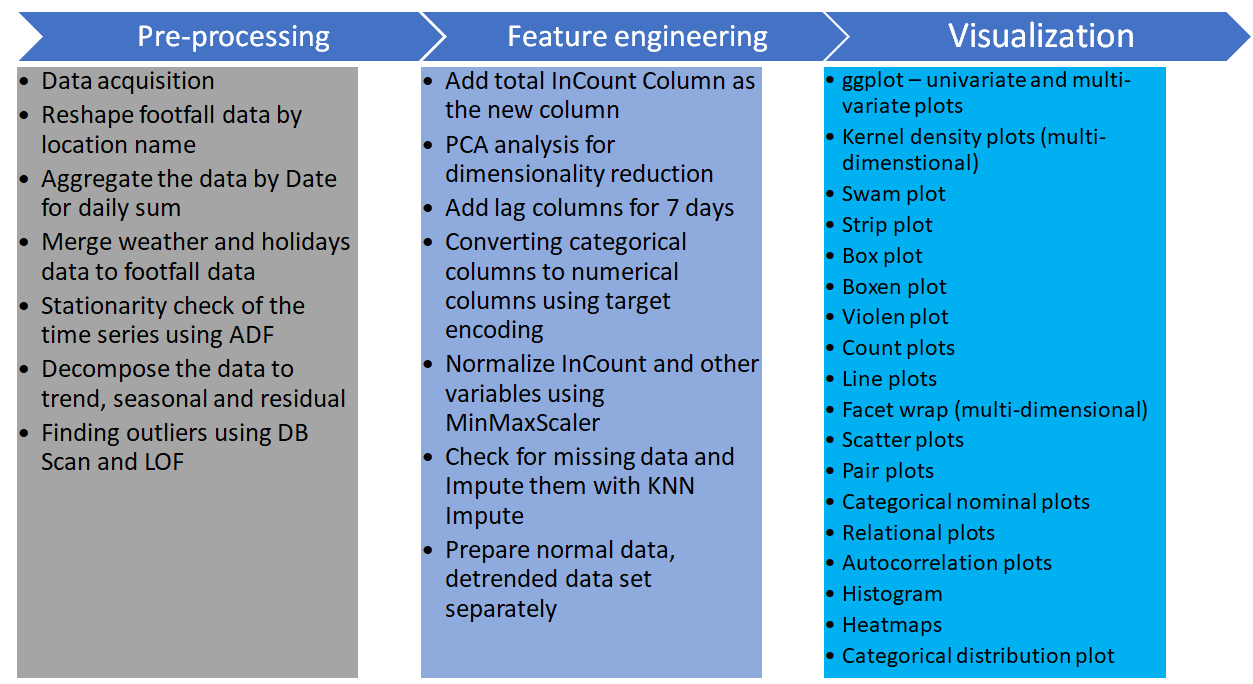 Pre-processing
Feature engineering
Visualization
• Data acquisition
• Reshape footfall data by
location name
• Aggregate the data by Date
for daily sum
• Merge weather and holidays
data to footfall data
• Stationarity check of the
time series using ADF
• Decompose the data to
trend, seasonal and residual
• Finding outliers using DB
Scan and LOF
• Add total InCount Column as
the new column
• PCA analysis for
dimensionality reduction
• Add lag columns for 7 days
• Converting categorical
columns to numerical
columns using target
encoding
• Normalize InCount and other
variables using
MinMaxScaler
• Check for missing data and
Impute them with KNN
Impute
• Prepare normal data,
detrended data set
separately
• ggplot – univariate and multi-
variate plots
• Kernel density plots (multi-
dimenstional)
• Swam plot
• Strip plot
• Box plot
• Boxen plot
• Violen plot
• Count plots
• Line plots
• Facet wrap (multi-dimensional)
• Scatter plots
• Pair plots
• Categorical nominal plots
• Relational plots
• Autocorrelation plots
• Histogram
• Heatmaps
• Categorical distribution plot